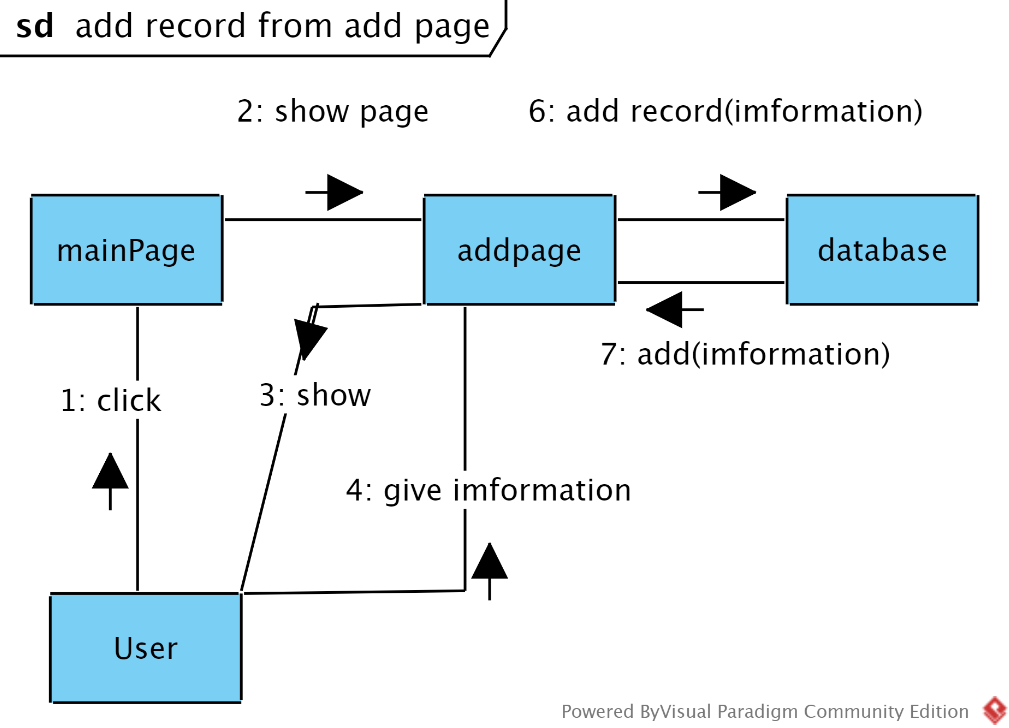 sd add record from add page
2: show page
6: add record(imformation)
mainPage
addpage
database
7: add(imformation)
1: click
3: show
4: give imformation
User
Powered ByVisual Paradigm Community Edition